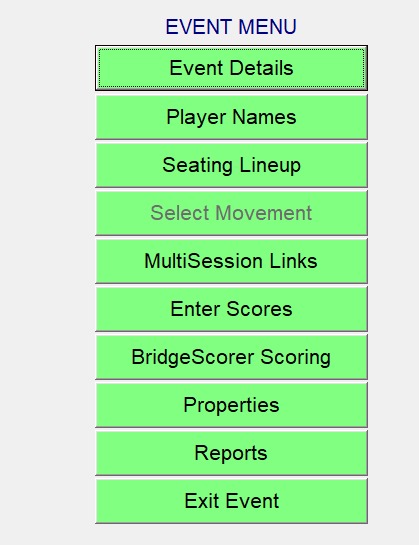 EVENT MENU
Event Details
Player Names
Seating Lineup
Select Movement
MultiSession Links
Enter Scores
BridgeScorer Scoring
Properties
Reports
Exit Event